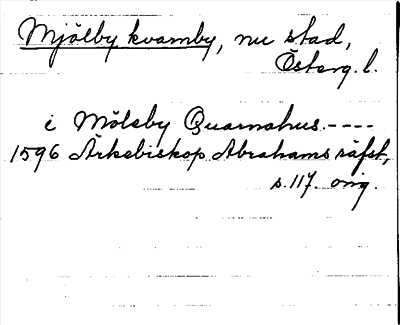 Mjölby kvarnby, nu stad,
Österg. l.
i Möleby Quarnahus ----
1596 Ärkebiskop Abrahams räfst,
s. 117. orig.